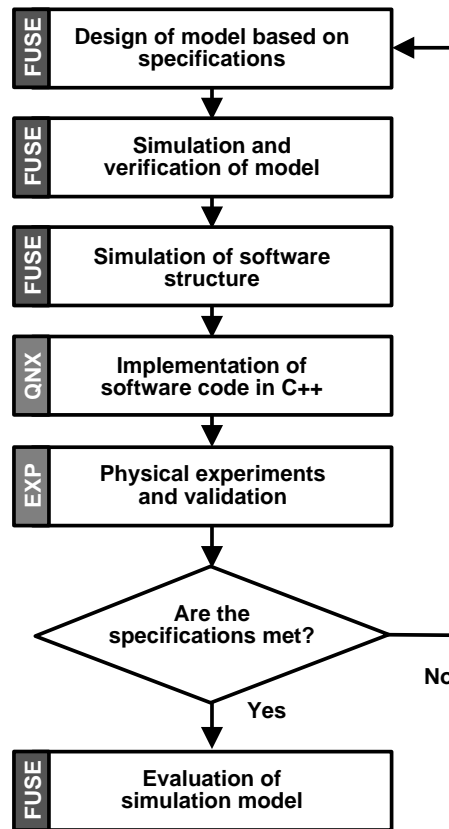 FUSE
Design of model based on
specifications
FUSE
Simulation and
verification of model
FUSE
Simulation of software
structure
QNX
Implementation of
software code in C++
EXP
Physical experiments
and validation
Are the
specifications met?
No
Yes
FUSE
Evaluation of
simulation model